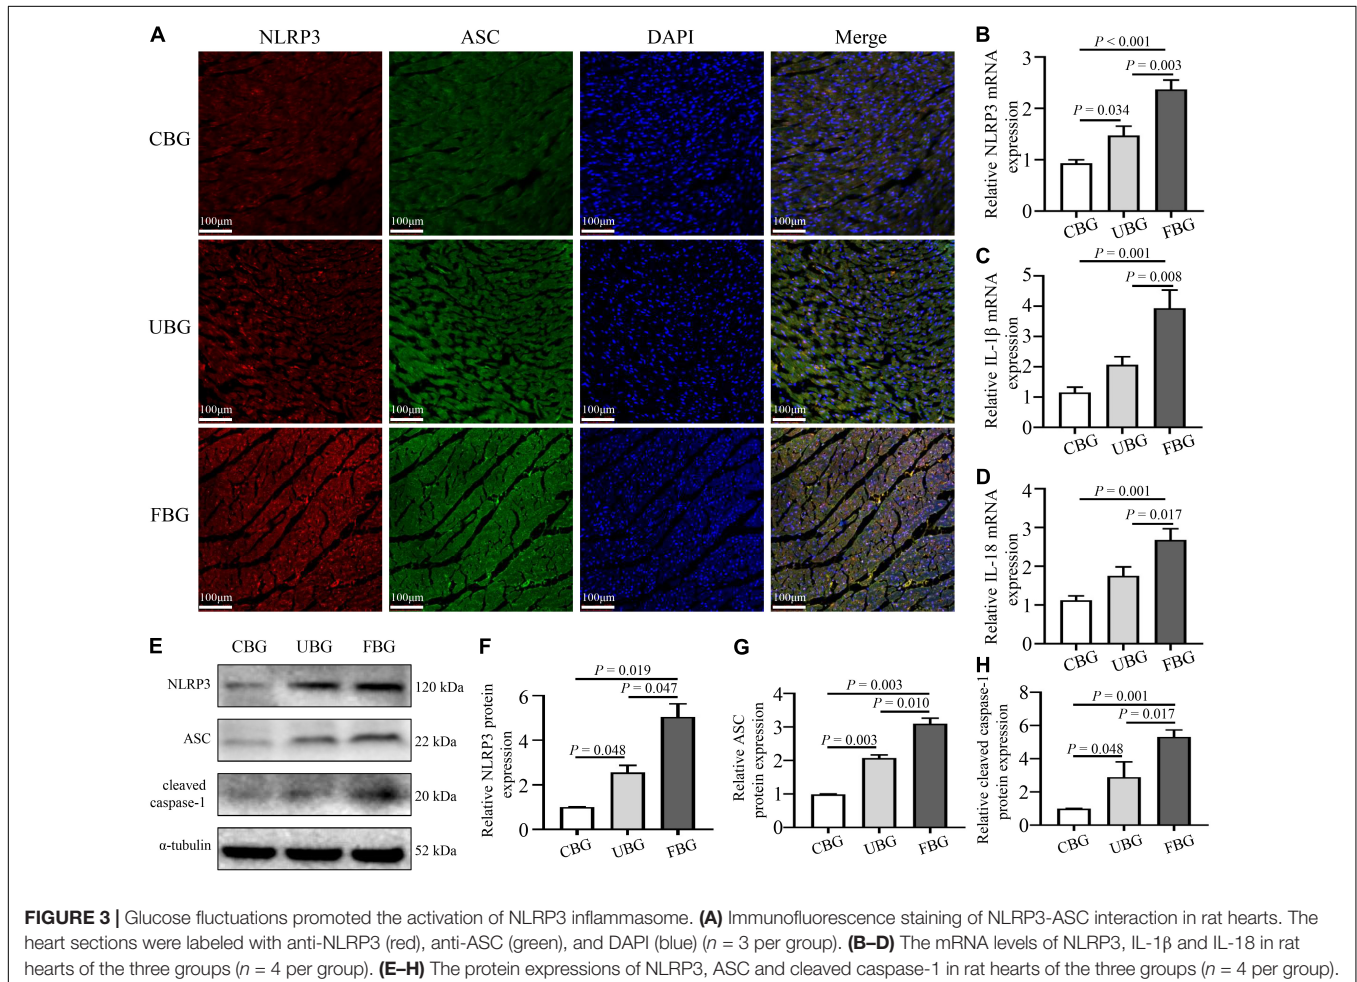 A
NLRP3 ASC DAPI Merge
CBG
100μm 100μm 100μm 100μm
UBG
100μm 100μm 100μm 100μm
FBG
100μm 100μm 100μm 100μm
B
Relative NLRP3 mRNA
expression
3
2
1
0
P < 0.001
P = 0.003
P = 0.034
CBG UBG FBG
C
Relative IL-1β mRNA
expression
5
4
3
2
1
0
P = 0.001
P = 0.008
CBG UBG FBG
D
Relative IL-18 mRNA
expression
4
3
2
1
0
P = 0.001
P = 0.017
CBG UBG FBG
E
CBG UBG FBG
NLRP3 120 kDa
ASC 22 kDa
cleaved
caspase-1 20 kDa
α-tubulin 52 kDa
F
Relative NLRP3 protein
expression
6
4
2
0
P = 0.019
P = 0.047
P = 0.048
CBG UBG FBG
G
Relative ASC
protein expression
4
3
2
1
0
P = 0.003
P = 0.010
P = 0.003
CBG UBG FBG
H
Relative cleaved caspase-1
protein expression
8
6
4
2
0
P = 0.001
P = 0.017
P = 0.048
CBG UBG FBG
FIGURE 3 | Glucose fluctuations promoted the activation of NLRP3 inflammasome. (A) Immunofluorescence staining of NLRP3-ASC interaction in rat hearts. The
heart sections were labeled with anti-NLRP3 (red), anti-ASC (green), and DAPI (blue) (n = 3 per group). (B–D) The mRNA levels of NLRP3, IL-1β and IL-18 in rat
hearts of the three groups (n = 4 per group). (E–H) The protein expressions of NLRP3, ASC and cleaved caspase-1 in rat hearts of the three groups (n = 4 per group).